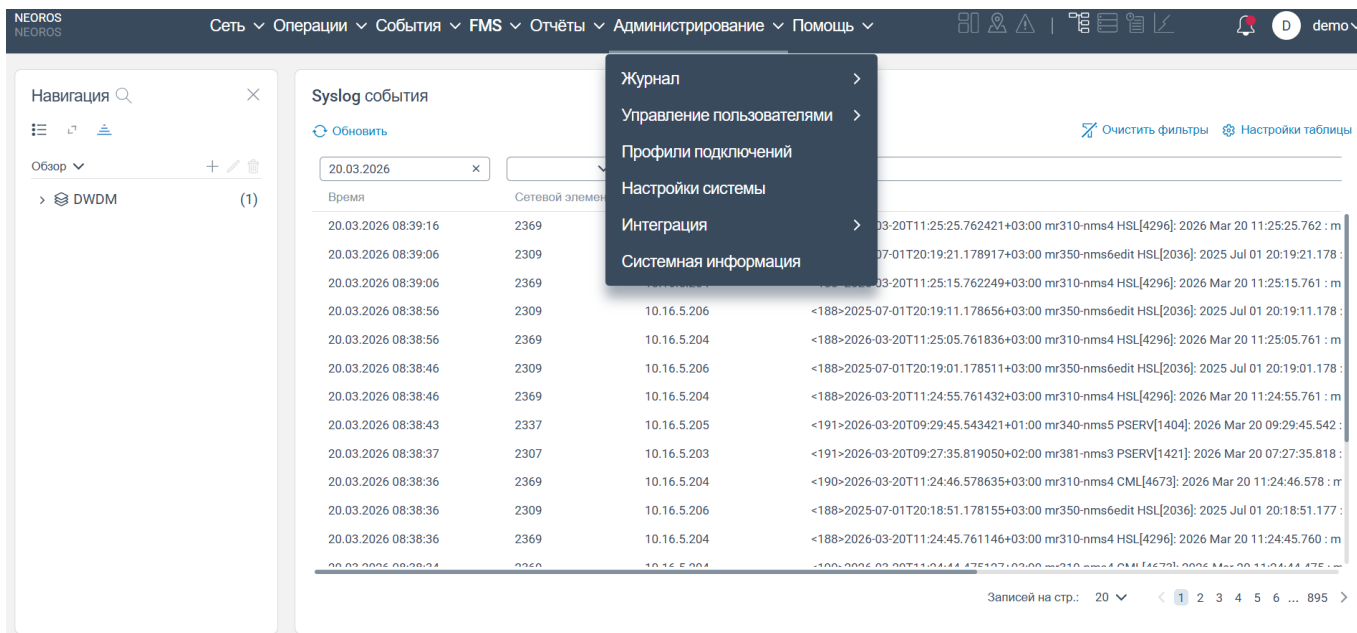 NEOROS
NEOROS
Сеть Операции События FMS Отчёты Администрирование Помощь
D demo
Навигация
Обзор
DWDM (1)
Журнал
Управление пользователями
Профили подключений
Настройки системы
Интеграция
Системная информация
Syslog события
Обновить Очистить фильтры Настройки таблицы
20.03.2026
Время Сетевой элемен
20.03.2026 08:39:16 2369 03-20T11:25:25.762421+03:00 mr310-nms4 HSL[4296]: 2026 Mar 20 11:25:25.762 : m
20.03.2026 08:39:06 2309 07-01T20:19:21.178917+03:00 mr350-nms6edit HSL[2036]: 2025 Jul 01 20:19:21.178 :
20.03.2026 08:39:06 2369 03-20T11:25:15.762249+03:00 mr310-nms4 HSL[4296]: 2026 Mar 20 11:25:15.761 : m
20.03.2026 08:38:56 2309 10.16.5.206 <188>2025-07-01T20:19:11.178656+03:00 mr350-nms6edit HSL[2036]: 2025 Jul 01 20:19:11.178 :
20.03.2026 08:38:56 2369 10.16.5.204 <188>2026-03-20T11:25:05.761836+03:00 mr310-nms4 HSL[4296]: 2026 Mar 20 11:25:05.761 : m
20.03.2026 08:38:46 2309 10.16.5.206 <188>2025-07-01T20:19:01.178511+03:00 mr350-nms6edit HSL[2036]: 2025 Jul 01 20:19:01.178 :
20.03.2026 08:38:46 2369 10.16.5.204 <188>2026-03-20T11:24:55.761432+03:00 mr310-nms4 HSL[4296]: 2026 Mar 20 11:24:55.761 : m
20.03.2026 08:38:43 2337 10.16.5.205 <191>2026-03-20T09:29:45.543421+01:00 mr340-nms5 PSERV[1404]: 2026 Mar 20 09:29:45.542 :
20.03.2026 08:38:37 2307 10.16.5.203 <191>2026-03-20T09:27:35.819050+02:00 mr381-nms3 PSERV[1421]: 2026 Mar 20 07:27:35.818 :
20.03.2026 08:38:36 2369 10.16.5.204 <190>2026-03-20T11:24:46.578635+03:00 mr310-nms4 CML[4673]: 2026 Mar 20 11:24:46.578 : m
20.03.2026 08:38:36 2309 10.16.5.206 <188>2025-07-01T20:18:51.178155+03:00 mr350-nms6edit HSL[2036]: 2025 Jul 01 20:18:51.177 :
20.03.2026 08:38:36 2369 10.16.5.204 <188>2026-03-20T11:24:45.761146+03:00 mr310-nms4 HSL[4296]: 2026 Mar 20 11:24:45.760 : m
Записей на стр.: 20 1 2 3 4 5 6 ... 895